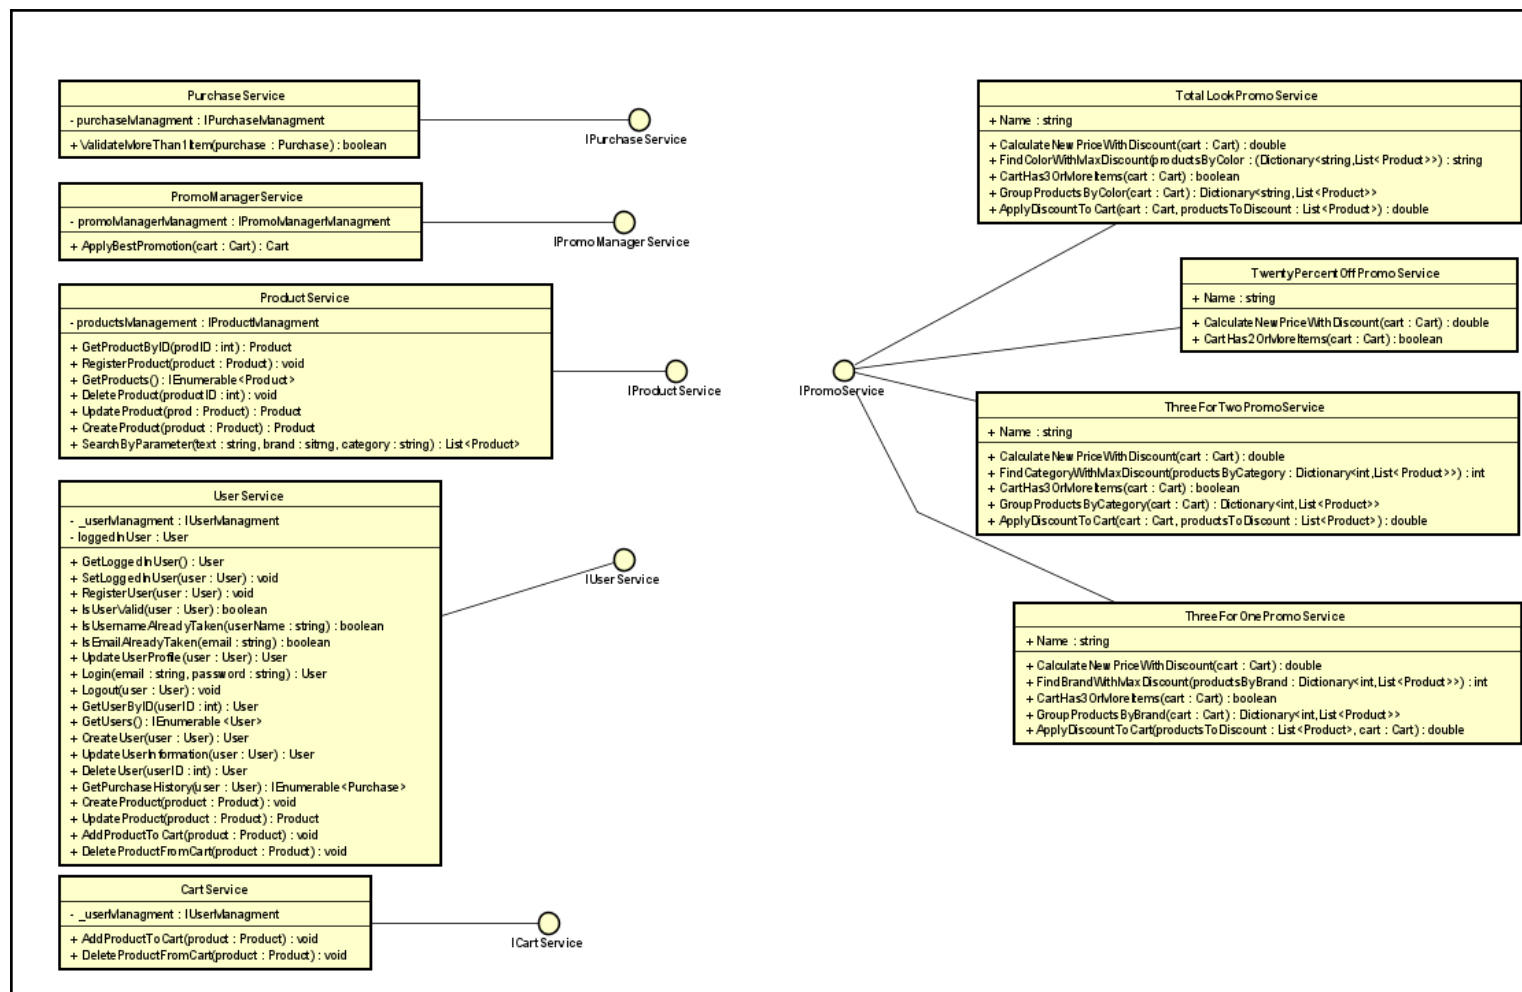 PurchaseService
- purchaseManagment : IPurchaseManagment
+ ValidateMoreThan1Item(purchase : Purchase) : boolean
IPurchaseService
PromoManagerService
- promoManagerManagment : IPromoManagerManagment
+ ApplyBestPromotion(cart : Cart) : Cart
IPromoManagerService
ProductService
- productsManagement : IProductManagment
+ GetProductByID(prodID : int) : Product
+ RegisterProduct(product : Product) : void
+ GetProducts() : IEnumerable<Product>
+ DeleteProduct(productID : int) : void
+ UpdateProduct(prod : Product) : Product
+ CreateProduct(product : Product) : Product
+ SearchByParameter(text : string, brand : sitrng, category : string) : List<Product>
IProductService
UserService
- _userManagment : IUserManagment
- loggedInUser : User
+ GetLoggedInUser() : User
+ SetLoggedInUser(user : User) : void
+ RegisterUser(user : User) : void
+ IsUserValid(user : User) : boolean
+ IsUsernameAlreadyTaken(userName : string) : boolean
+ IsEmailAlreadyTaken(email : string) : boolean
+ UpdateUserProfile(user : User) : User
+ Login(email : string, password : string) : User
+ Logout(user : User) : void
+ GetUserByID(userID : int) : User
+ GetUsers() : IEnumerable<User>
+ CreateUser(user : User) : User
+ UpdateUserInformation(user : User) : User
+ DeleteUser(userID : int) : User
+ GetPurchaseHistory(user : User) : IEnumerable<Purchase>
+ CreateProduct(product : Product) : void
+ UpdateProduct(product : Product) : Product
+ AddProductToCart(product : Product) : void
+ DeleteProductFromCart(product : Product) : void
IUserService
CartService
- _userManagment : IUserManagment
+ AddProductToCart(product : Product) : void
+ DeleteProductFromCart(product : Product) : void
ICartService
TotalLookPromoService
+ Name : string
+ CalculateNewPriceWithDiscount(cart : Cart) : double
+ FindColorWithMaxDiscount(productsByColor : (Dictionary<string,List<Product>>) : string
+ CartHas3OrMoreItems(cart : Cart) : boolean
+ GroupProductsByColor(cart : Cart) : Dictionary<string,List<Product>>
+ ApplyDiscountToCart(cart : Cart, productsToDiscount : List<Product>) : double
TwentyPercentOffPromoService
+ Name : string
+ CalculateNewPriceWithDiscount(cart : Cart) : double
+ CartHas2OrMoreItems(cart : Cart) : boolean
IPromoService
ThreeForTwoPromoService
+ Name : string
+ CalculateNewPriceWithDiscount(cart : Cart) : double
+ FindCategoryWithMaxDiscount(productsByCategory : Dictionary<int,List<Product>>) : int
+ CartHas3OrMoreItems(cart : Cart) : boolean
+ GroupProductsByCategory(cart : Cart) : Dictionary<int,List<Product>>
+ ApplyDiscountToCart(cart : Cart, productsToDiscount : List<Product>) : double
ThreeForOnePromoService
+ Name : string
+ CalculateNewPriceWithDiscount(cart : Cart) : double
+ FindBrandWithMaxDiscount(productsByBrand : Dictionary<int,List<Product>>) : int
+ CartHas3OrMoreItems(cart : Cart) : boolean
+ GroupProductsByBrand(cart : Cart) : Dictionary<int,List<Product>>
+ ApplyDiscountToCart(productsToDiscount : List<Product>, cart : Cart) : double